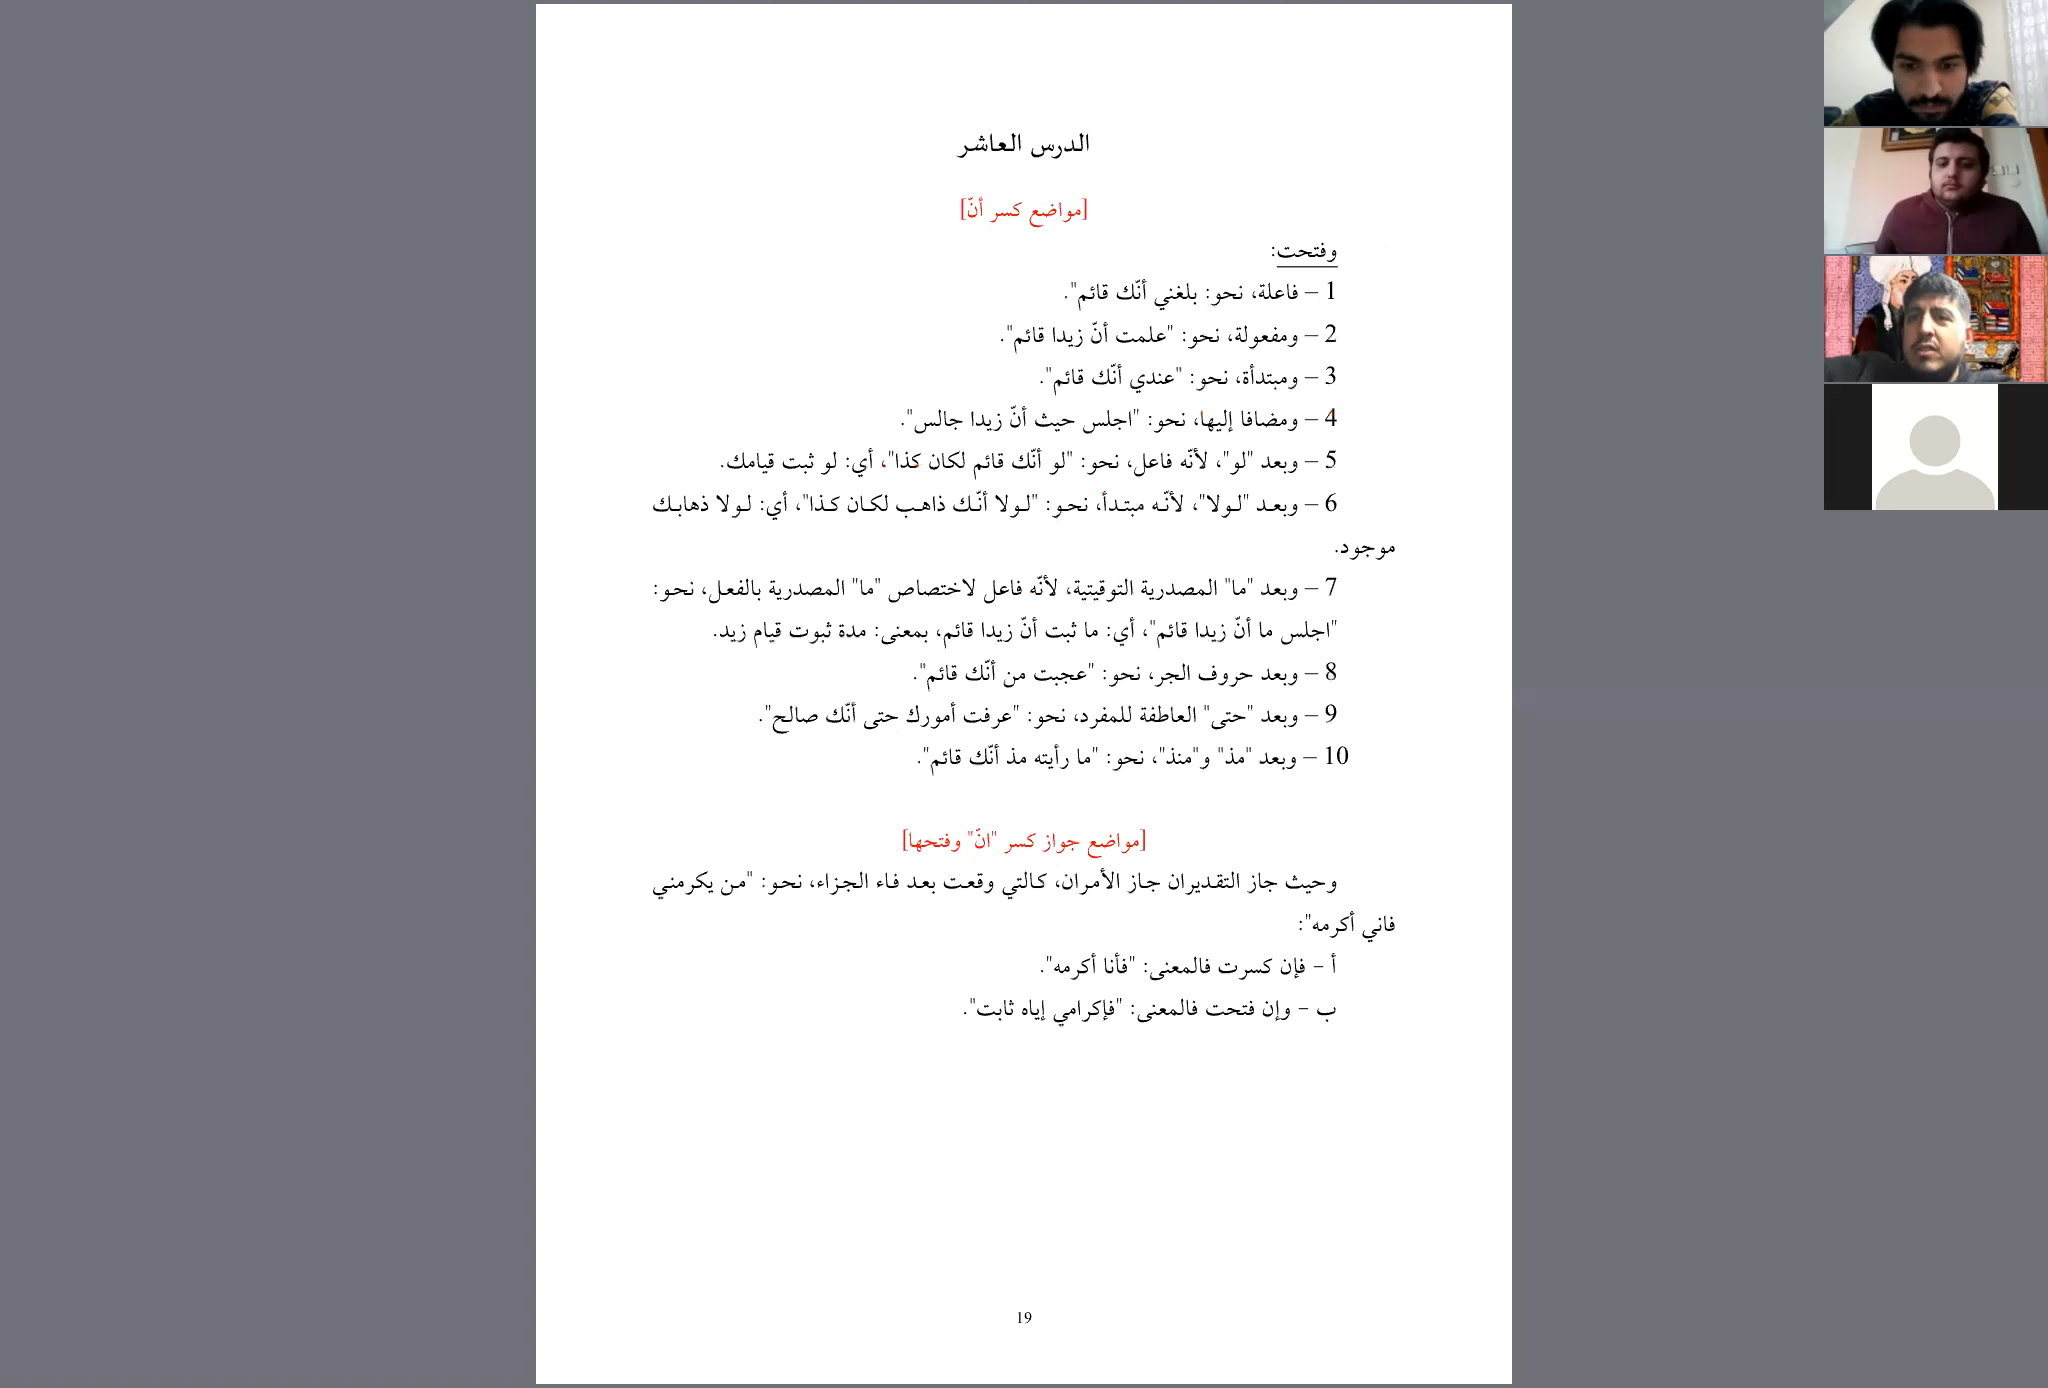 الدرس العاشر
[مواضع كسر أنّ]
وفتحت:
1 – فاعلة، نحو: بلغني أنّك قائم".
2 – ومفعولة، نحو: "علمت أنّ زيدا قائم".
3 – ومبتدأة، نحو: "عندي أنّك قائم".
4 – ومضافا إليها، نحو: "اجلس حيث أنّ زيدا جالس".
5 – وبعد "لو"، لأنّه فاعل، نحو: "لو أنّك قائم لكان كذا"، أي: لو ثبت قيامك.
6 – وبعد "لولا"، لأنّه مبتدأ، نحو: "لولا أنّك ذاهب لكان كذا"، أي: لولا ذهابك
موجود.
7 – وبعد "ما" المصدرية التوقيتية، لأنّه فاعل لاختصاص "ما" المصدرية بالفعل، نحو:
"اجلس ما أنّ زيدا قائم"، أي: ما ثبت أنّ زيدا قائم، بمعنى: مدة ثبوت قيام زيد.
8 – وبعد حروف الجر، نحو: "عجبت من أنّك قائم".
9 – وبعد "حتى" العاطفة للمفرد، نحو: "عرفت أمورك حتى أنّك صالح".
10 – وبعد "مذ" و"منذ"، نحو: "ما رأيته مذ أنّك قائم".
[مواضع جواز كسر "انّ" وفتحها]
وحيث جاز التقديران جاز الأمران، كالتي وقعت بعد فاء الجزاء، نحو: "من يكرمني
فاني أكرمه":
أ – فإن كسرت فالمعنى: "فأنا أكرمه".
ب – وإن فتحت فالمعنى: "فإكرامي إياه ثابت".
19